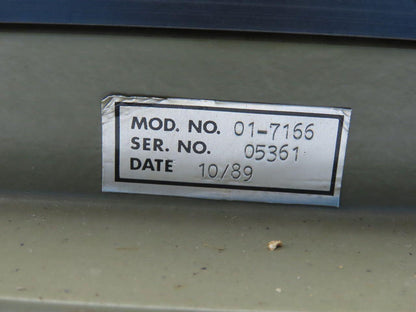 MOD. NO. 01-7166
SER. NO. 05361
DATE 10/89